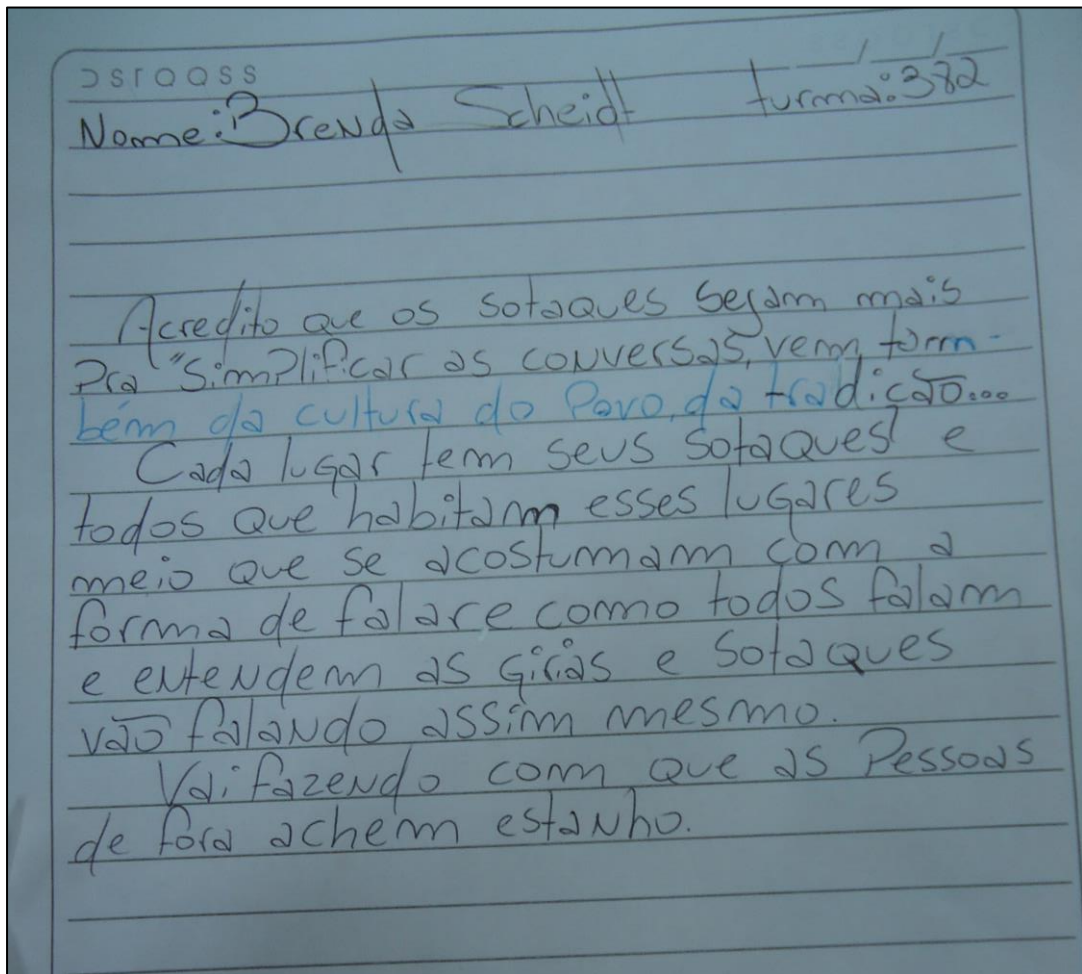 Nome: Brenda Scheidt turma: 382
Acredito que os sotaques sejam mais
Pra "simplificar as conversas, vem tam-
bém da cultura do Povo, da tradição...
Cada lugar tem seus sotaques e
todos que habitam esses lugares
meio que se acostumam com a
forma de falar e como todos falam
e entendem as gírias e sotaques
vão falando assim mesmo.
Vai fazendo com que as Pessoas
de fora achem estanho.